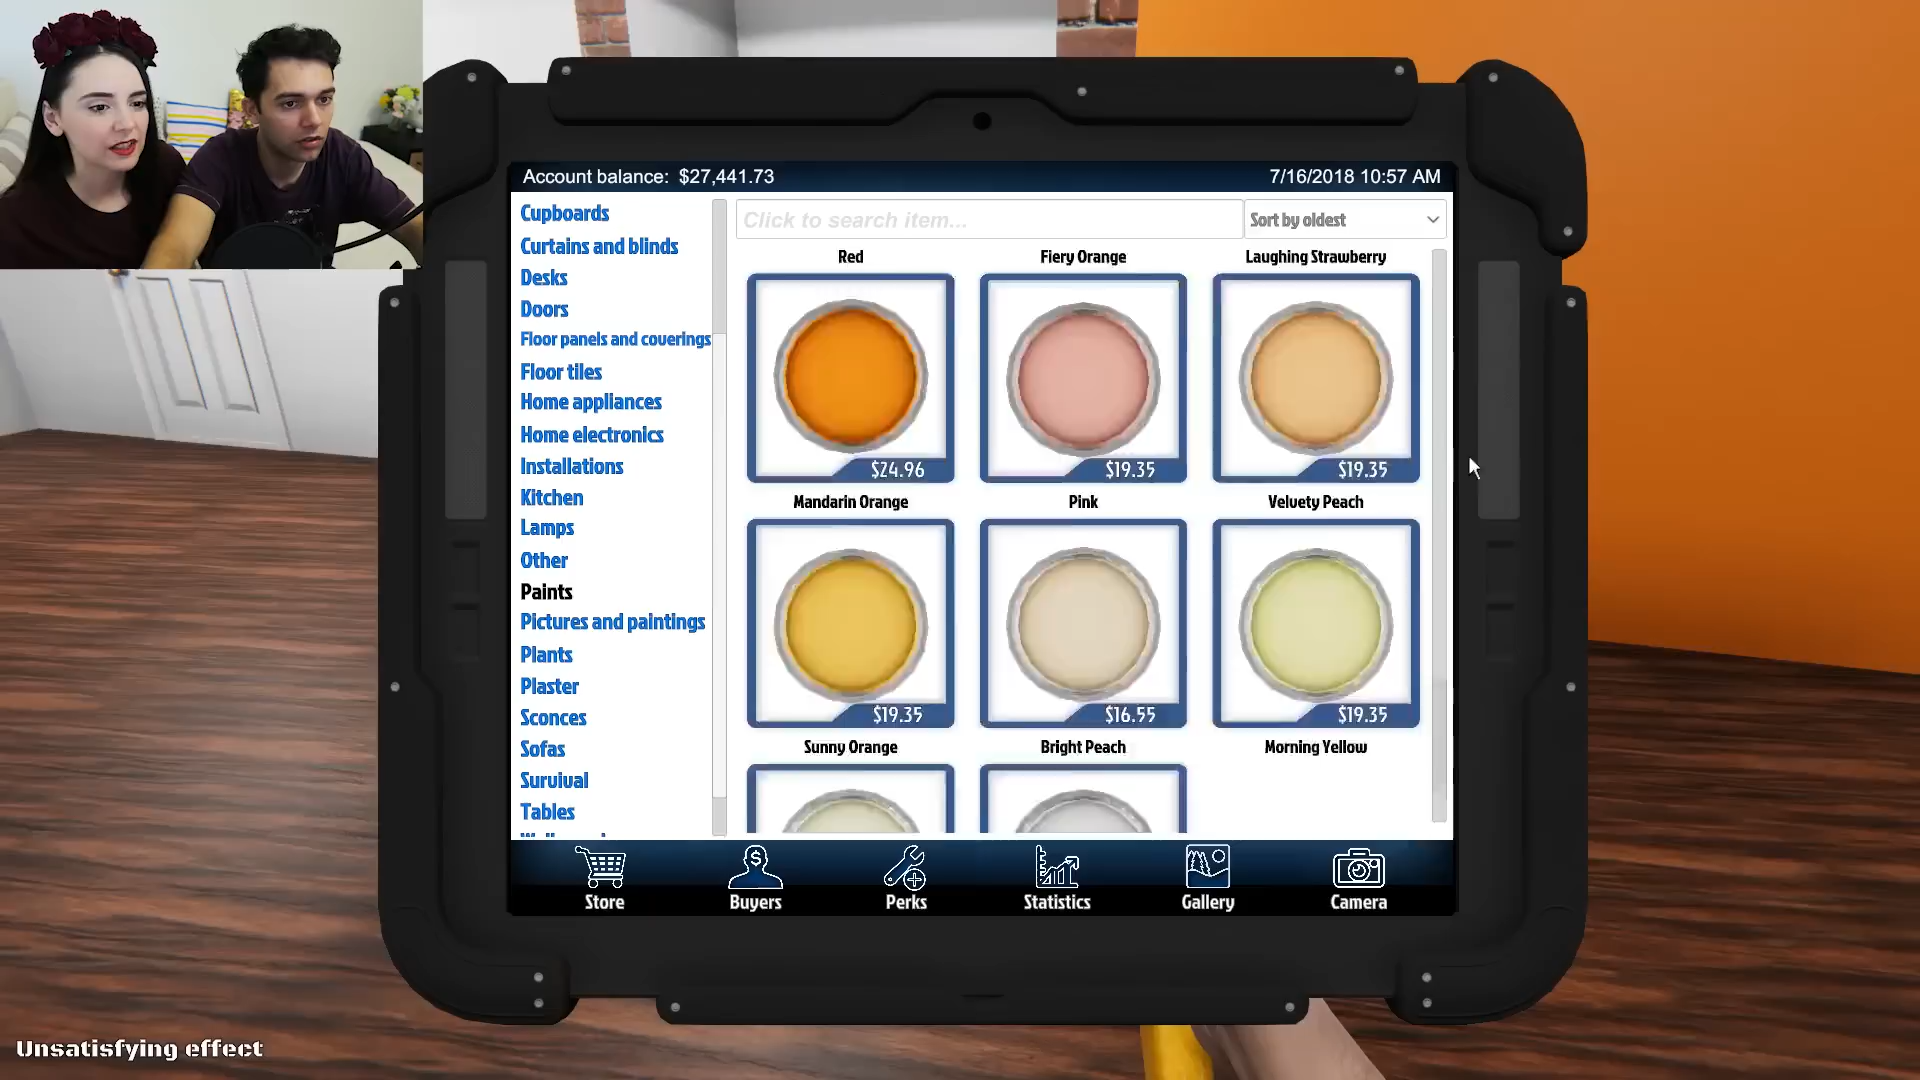 Account balance: $27,441.73
7/16/2018 10:57 AM
Cupboards
Curtains and blinds
Desks
Doors
Floor panels and coverings
Floor tiles
Home appliances
Home electronics
Installations
Kitchen
Lamps
Other
Paints
Pictures and paintings
Plants
Plaster
Sconces
Sofas
Survival
Tables
Click to search item...
Sort by oldest
Red
Fiery Orange
Laughing Strawberry
$24.96
$19.35
$19.35
Mandarin Orange
Pink
Velvety Peach
$19.35
$16.55
$19.35
Sunny Orange
Bright Peach
Morning Yellow
Store
Buyers
Perks
Statistics
Gallery
Camera
Unsatisfying effect